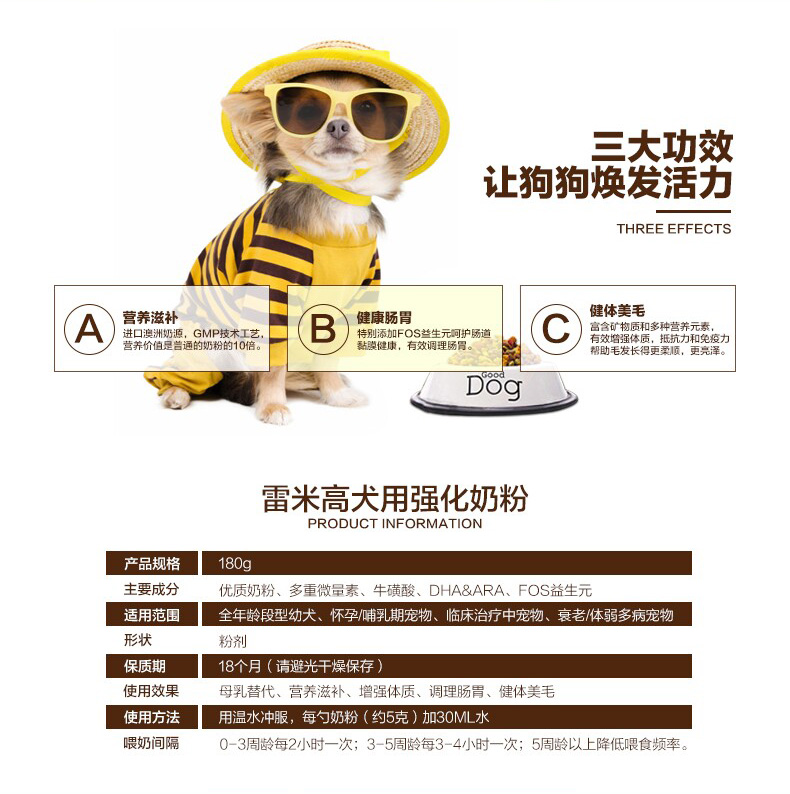 三大功效
让狗狗焕发活力
THREE EFFECTS
A
营养滋补
进口澳洲奶源，GMP技术工艺，
营养价值是普通的奶粉的10倍。
B
健康肠胃
特别添加FOS益生元呵护肠道
黏膜健康，有效调理肠胃。
C
健体美毛
富含矿物质和多种营养元素，
有效增强体质，抵抗力和免疫力
帮助毛发长得更柔顺，更亮泽。
Good
Dog
雷米高犬用强化奶粉
PRODUCT INFORMATION
产品规格 180g
主要成分 优质奶粉、多重微量素、牛磺酸、DHA&ARA、FOS益生元
适用范围 全年龄段型幼犬、怀孕/哺乳期宠物、临床治疗中宠物、衰老/体弱多病宠物
形状 粉剂
保质期 18个月（请避光干燥保存）
使用效果 母乳替代、营养滋补、增强体质、调理肠胃、健体美毛
使用方法 用温水冲服，每勺奶粉（约5克）加30ML水
喂奶间隔 0-3周龄每2小时一次；3-5周龄每3-4小时一次；5周龄以上降低喂食频率。